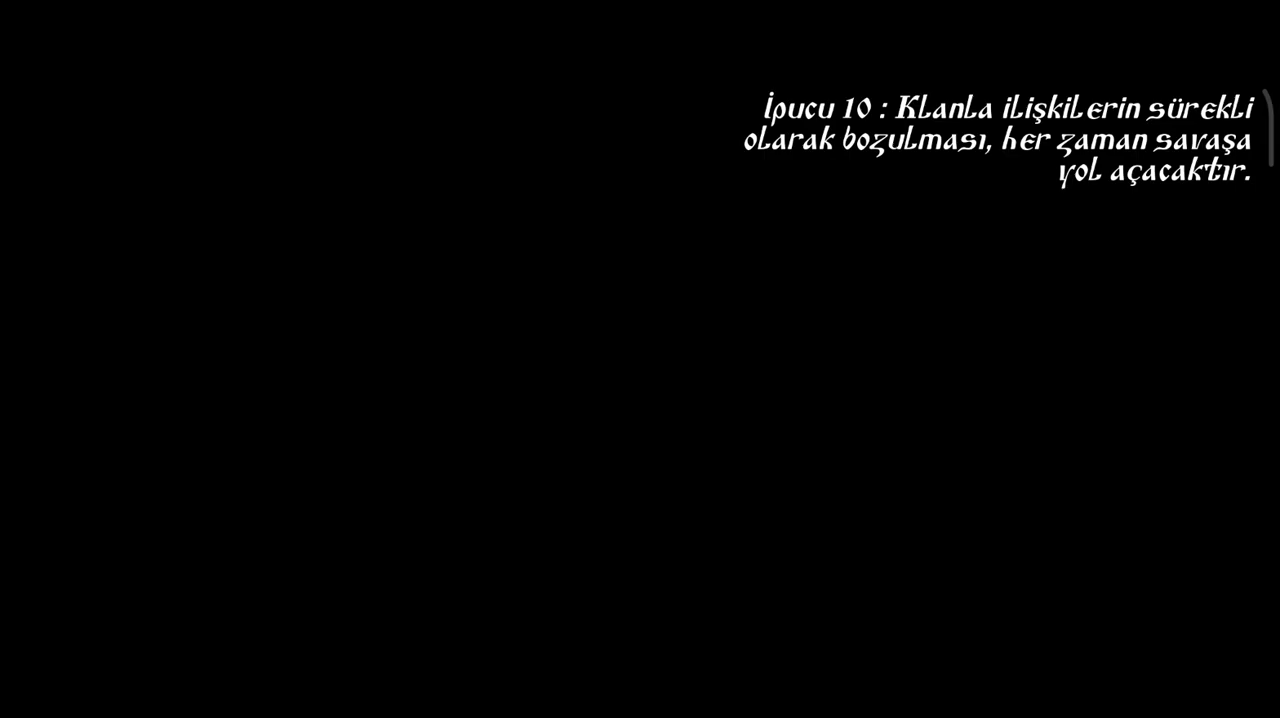 İpucu 10 : Klanla ilişkilerin sürekli
olarak bozulması, her zaman savaşa
yol açacaktır.